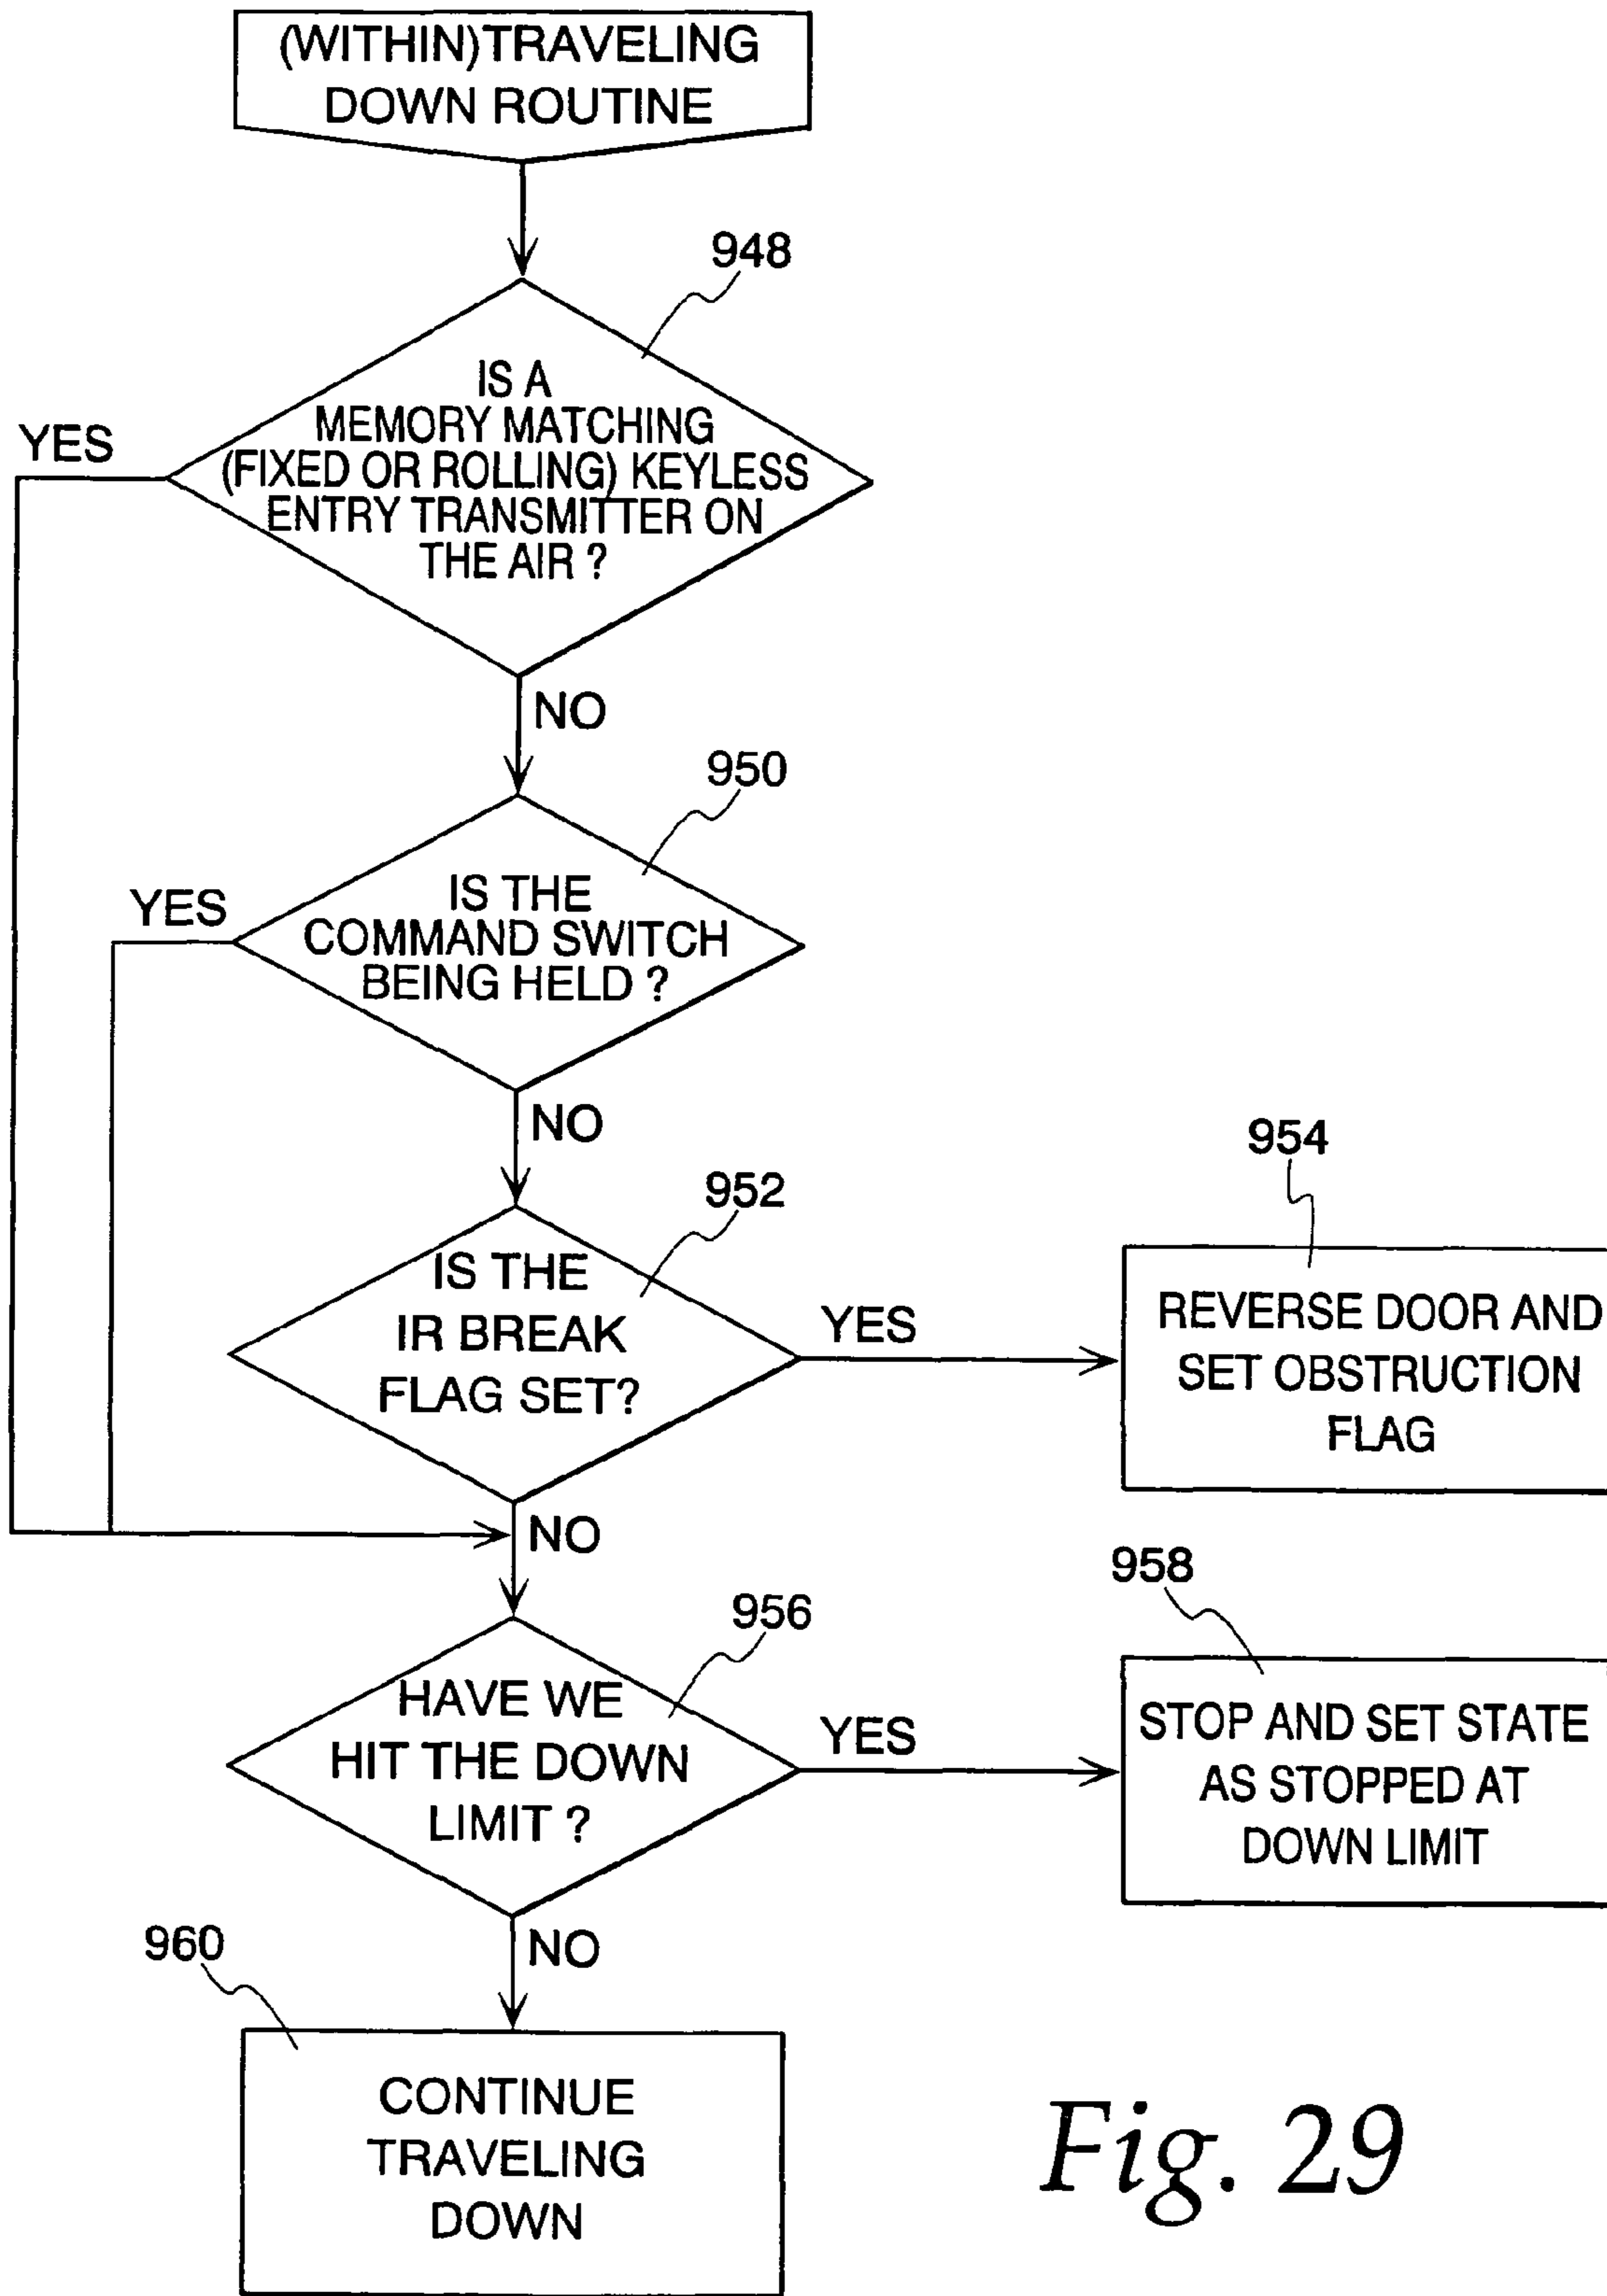 (WITHIN)TRAVELING
DOWN ROUTINE
948
IS A
MEMORY MATCHING
(FIXED OR ROLLING) KEYLESS
ENTRY TRANSMITTER ON
THE AIR ?
YES
NO
950
IS THE
COMMAND SWITCH
BEING HELD ?
YES
NO
952
IS THE
IR BREAK
FLAG SET?
YES
954
REVERSE DOOR AND
SET OBSTRUCTION
FLAG
NO
956
HAVE WE
HIT THE DOWN
LIMIT ?
YES
958
STOP AND SET STATE
AS STOPPED AT
DOWN LIMIT
NO
960
CONTINUE
TRAVELING
DOWN
Fig. 29